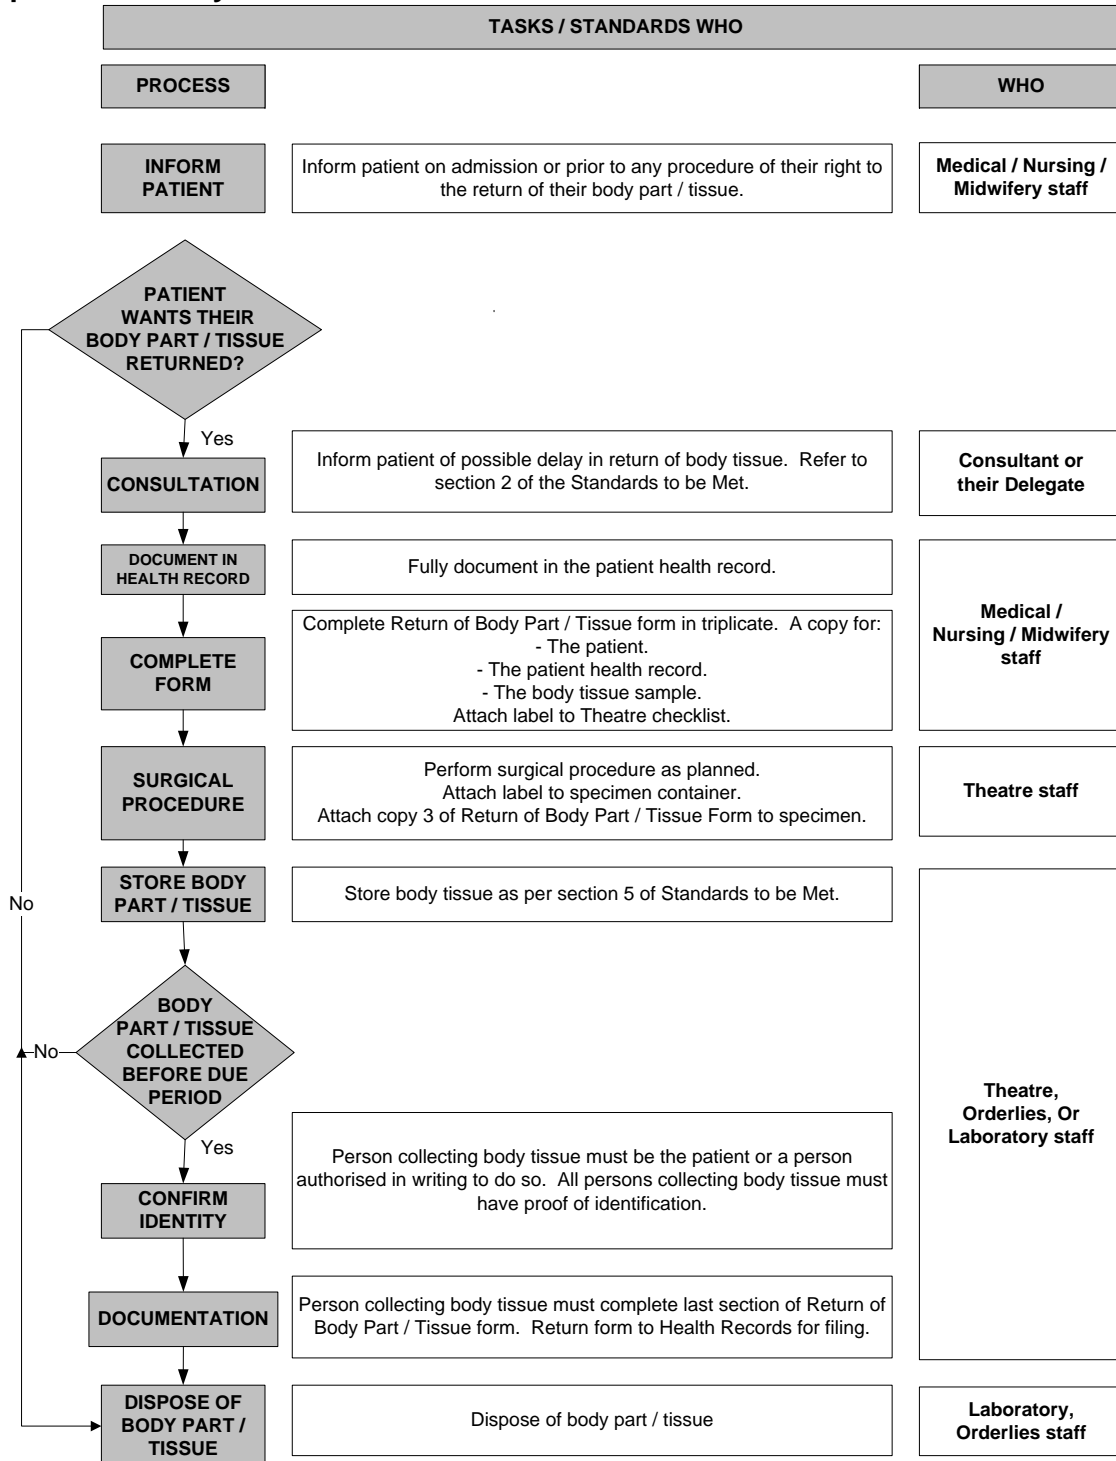 TASKS / STANDARDS WHO
PROCESS
WHO
INFORM
PATIENT
Inform patient on admission or prior to any procedure of their right to
the return of their body part / tissue.
Medical / Nursing /
Midwifery staff
PATIENT
WANTS THEIR
BODY PART / TISSUE
RETURNED?
Yes
CONSULTATION
Inform patient of possible delay in return of body tissue.  Refer to
section 2 of the Standards to be Met.
Consultant or
their Delegate
DOCUMENT IN
HEALTH RECORD
Fully document in the patient health record.
Medical /
Nursing / Midwifery
staff
COMPLETE
FORM
Complete Return of Body Part / Tissue form in triplicate.  A copy for:
- The patient.
- The patient health record.
- The body tissue sample.
Attach label to Theatre checklist.
SURGICAL
PROCEDURE
Perform surgical procedure as planned.
Attach label to specimen container.
Attach copy 3 of Return of Body Part / Tissue Form to specimen.
Theatre staff
STORE BODY
PART / TISSUE
Store body tissue as per section 5 of Standards to be Met.
No
BODY
PART / TISSUE
COLLECTED
BEFORE DUE
PERIOD
No
Yes
Theatre,
Orderlies, Or
Laboratory staff
CONFIRM
IDENTITY
Person collecting body tissue must be the patient or a person
authorised in writing to do so.  All persons collecting body tissue must
have proof of identification.
DOCUMENTATION
Person collecting body tissue must complete last section of Return of
Body Part / Tissue form.  Return form to Health Records for filing.
DISPOSE OF
BODY PART /
TISSUE
Dispose of body part / tissue
Laboratory,
Orderlies staff